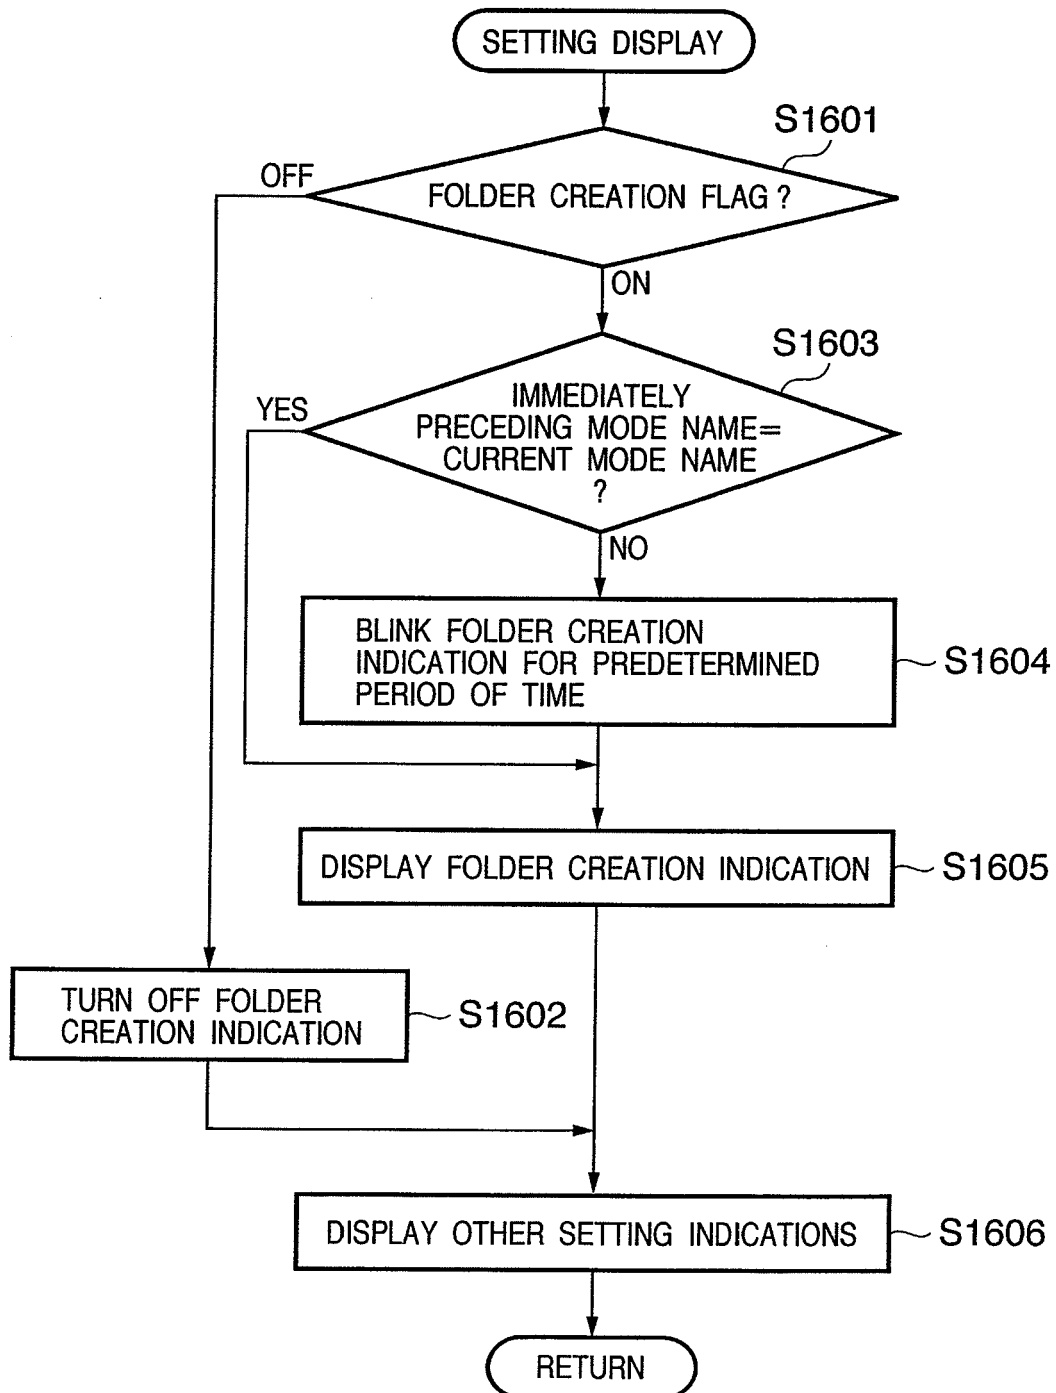 SETTING DISPLAY
S1601
OFF
FOLDER CREATION FLAG ?
ON
S1603
YES
IMMEDIATELY
PRECEDING MODE NAME=
CURRENT MODE NAME
?
NO
BLINK FOLDER CREATION
INDICATION FOR PREDETERMINED
PERIOD OF TIME
S1604
DISPLAY FOLDER CREATION INDICATION
S1605
TURN OFF FOLDER
CREATION INDICATION
S1602
DISPLAY OTHER SETTING INDICATIONS
S1606
RETURN